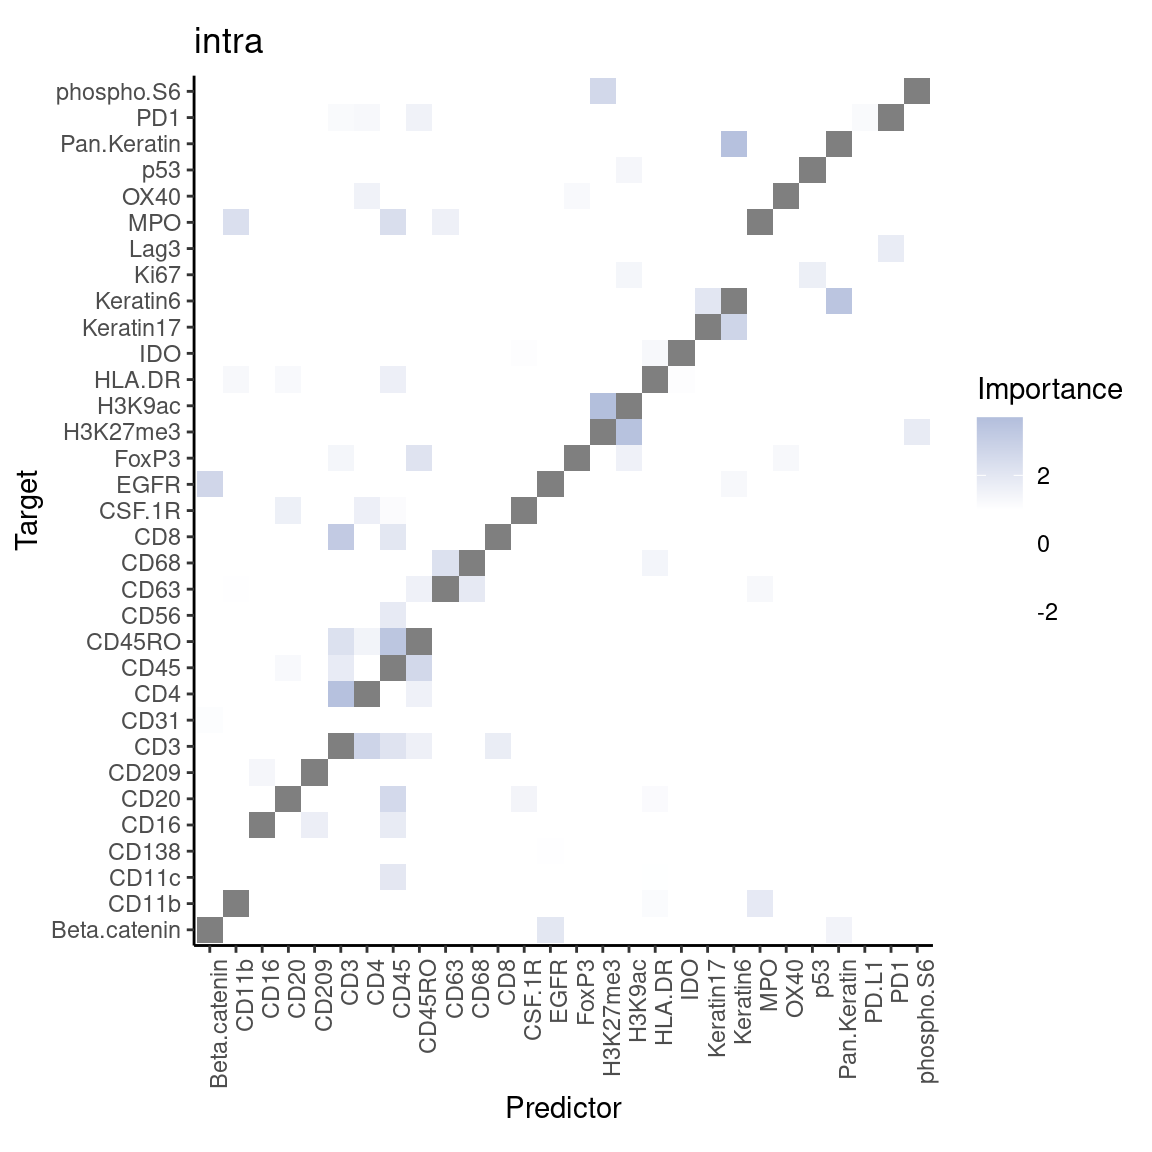 intra
phospho.S6
PD1
Pan.Keratin
p53
OX40
MPO
Lag3
Ki67
Keratin6
Keratin17
IDO
HLA.DR
H3K9ac
H3K27me3
FoxP3
EGFR
CSF.1R
CD8
CD68
CD63
CD56
CD45RO
CD45
CD4
CD31
CD3
CD209
CD20
CD16
CD138
CD11c
CD11b
Beta.catenin
Target
Beta.catenin
CD11b
CD16
CD20
CD209
CD3
CD4
CD45
CD45RO
CD63
CD68
CD8
CSF.1R
EGFR
FoxP3
H3K27me3
H3K9ac
HLA.DR
IDO
Keratin17
Keratin6
MPO
OX40
p53
Pan.Keratin
PD.L1
PD1
phospho.S6
Predictor
Importance
2
0
-2